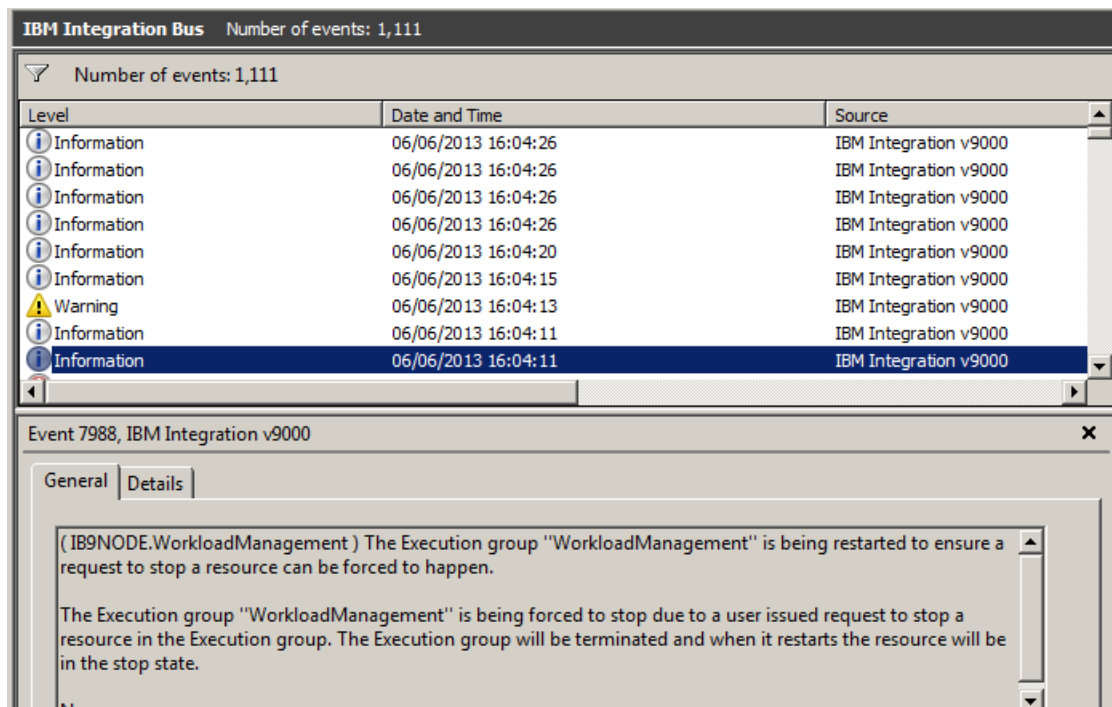 IBM Integration Bus Number of events: 1,111
Number of events: 1,111
Level Date and Time Source
Information 06/06/2013 16:04:26 IBM Integration v9000
Information 06/06/2013 16:04:26 IBM Integration v9000
Information 06/06/2013 16:04:26 IBM Integration v9000
Information 06/06/2013 16:04:26 IBM Integration v9000
Information 06/06/2013 16:04:20 IBM Integration v9000
Information 06/06/2013 16:04:15 IBM Integration v9000
Warning 06/06/2013 16:04:13 IBM Integration v9000
Information 06/06/2013 16:04:11 IBM Integration v9000
Information 06/06/2013 16:04:11 IBM Integration v9000
Event 7988, IBM Integration v9000
General Details
( IB9NODE.WorkloadManagement ) The Execution group ''WorkloadManagement'' is being restarted to ensure a
request to stop a resource can be forced to happen.
The Execution group ''WorkloadManagement'' is being forced to stop due to a user issued request to stop a
resource in the Execution group. The Execution group will be terminated and when it restarts the resource will be
in the stop state.